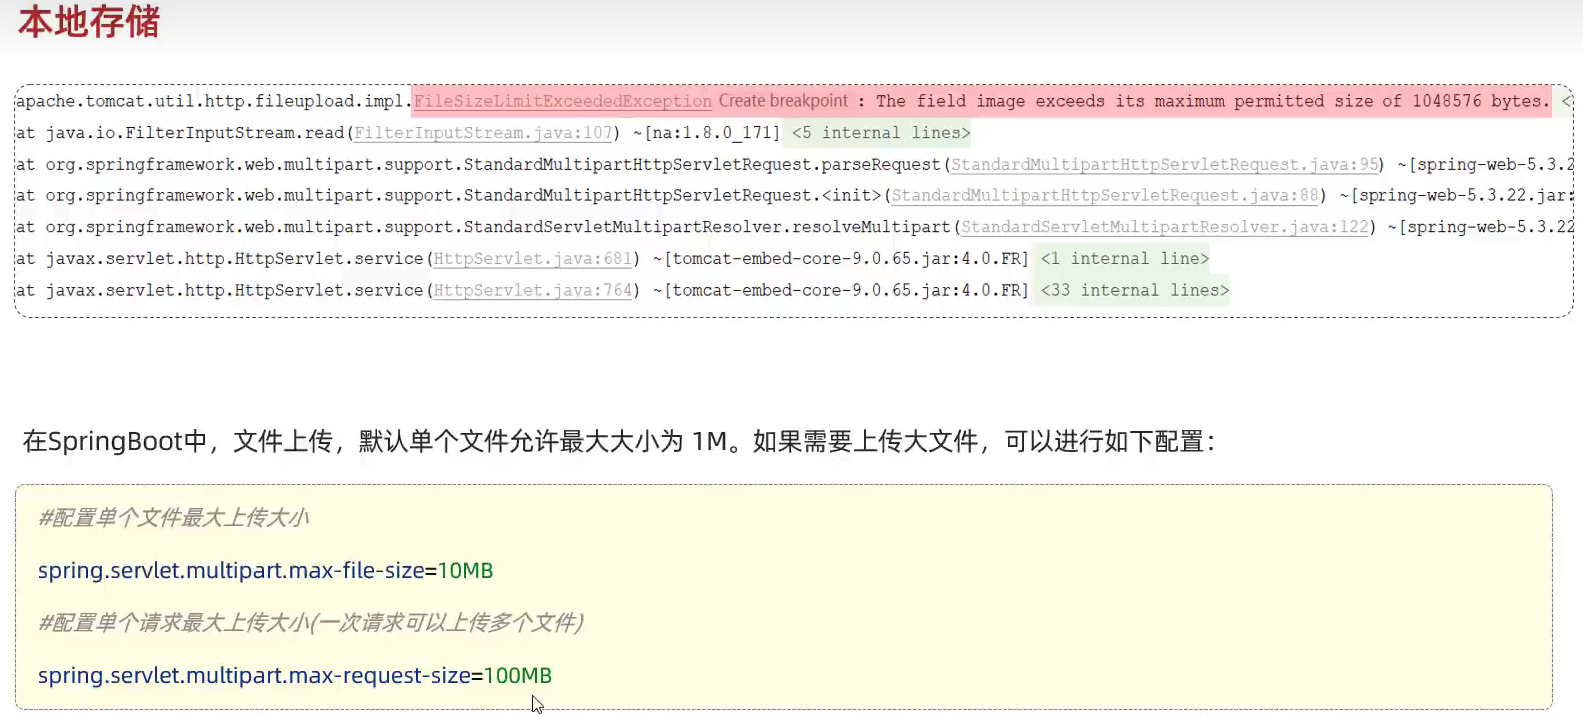 本地存储
apache.tomcat.util.http.fileupload.impl.FileSizeLimitExceededException Create breakpoint : The field image exceeds its maximum permitted size of 1048576 bytes. <
at java.io.FilterInputStream.read(FilterInputStream.java:107) ~[na:1.8.0_171] <5 internal lines>
at org.springframework.web.multipart.support.StandardMultipartHttpServletRequest.parseRequest(StandardMultipartHttpServletRequest.java:95) ~[spring-web-5.3.2
at org.springframework.web.multipart.support.StandardMultipartHttpServletRequest.<init>(StandardMultipartHttpServletRequest.java:88) ~[spring-web-5.3.22.jar:
at org.springframework.web.multipart.support.StandardServletMultipartResolver.resolveMultipart(StandardServletMultipartResolver.java:122) ~[spring-web-5.3.22
at javax.servlet.http.HttpServlet.service(HttpServlet.java:681) ~[tomcat-embed-core-9.0.65.jar:4.0.FR] <1 internal line>
at javax.servlet.http.HttpServlet.service(HttpServlet.java:764) ~[tomcat-embed-core-9.0.65.jar:4.0.FR] <33 internal lines>
在SpringBoot中，文件上传，默认单个文件允许最大大小为 1M。如果需要上传大文件，可以进行如下配置：
#配置单个文件最大上传大小
spring.servlet.multipart.max-file-size=10MB
#配置单个请求最大上传大小(一次请求可以上传多个文件)
spring.servlet.multipart.max-request-size=100MB